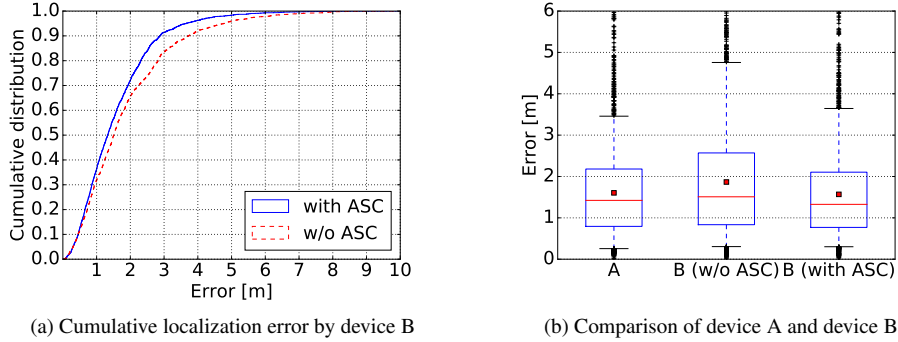 1.0
0.9
0.8
0.7
0.6
0.5
0.4
0.3
0.2
0.1
0.0
Cumulative distribution
1 2 3 4 5 6 7 8 9 10
Error [m]
with ASC
w/o ASC
(a) Cumulative localization error by device B
6
5
4
3
2
1
0
Error [m]
A B (w/o ASC) B (with ASC)
(b) Comparison of device A and device B